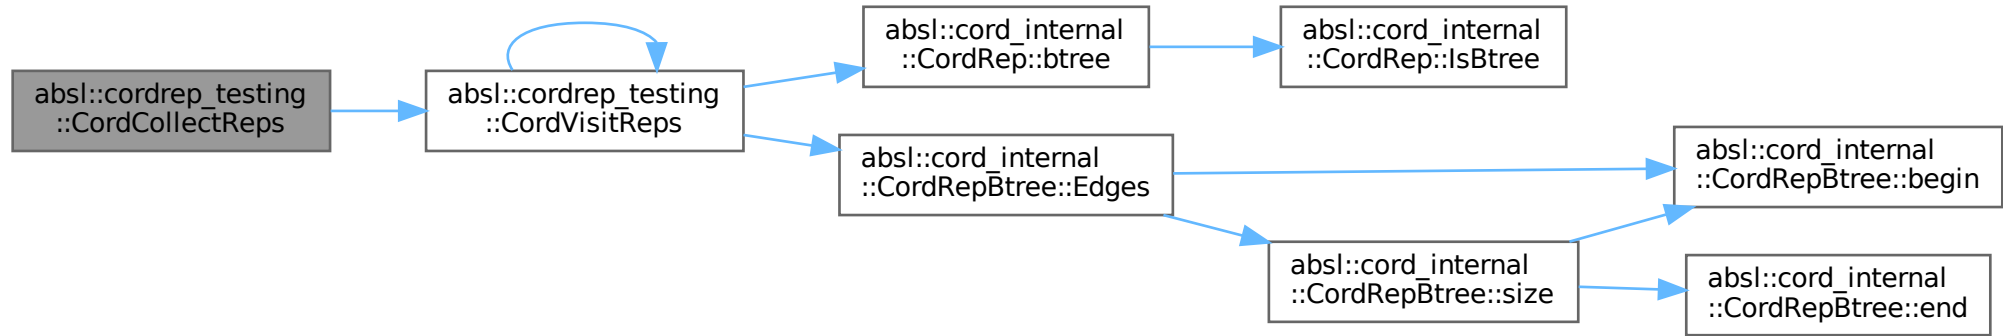 absl::cordrep_testing
::CordCollectReps
absl::cordrep_testing
::CordVisitReps
absl::cord_internal
::CordRep::btree
absl::cord_internal
::CordRep::IsBtree
absl::cord_internal
::CordRepBtree::Edges
absl::cord_internal
::CordRepBtree::begin
absl::cord_internal
::CordRepBtree::size
absl::cord_internal
::CordRepBtree::end